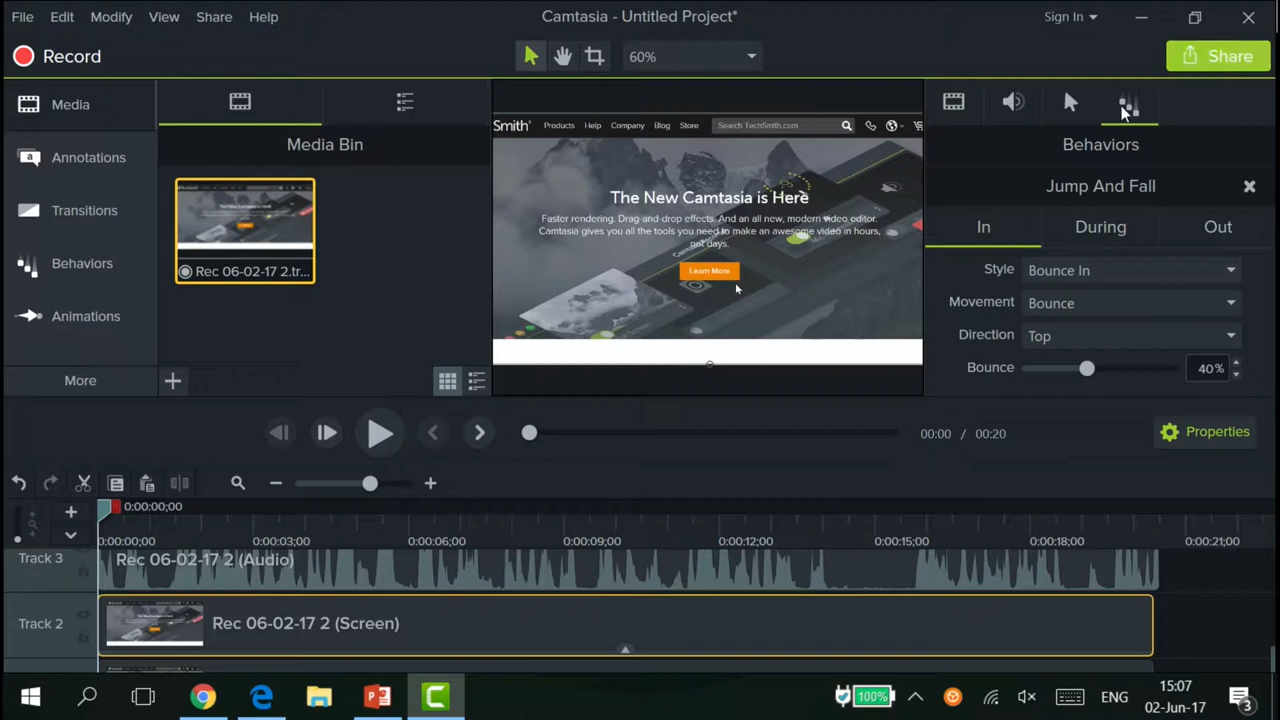 File Edit Modify View Share Help
Camtasia - Untitled Project*
Sign In
Record
60%
Share
Media
Annotations
Transitions
Behaviors
Animations
More
Media Bin
Rec 06-02-17 2.tr...
Smith® Products Help Company Blog Store Search TechSmith.com
The New Camtasia is Here
Faster rendering. Drag-and-drop effects. And an all new, modern video editor.
Camtasia gives you all the tools you need to make an awesome video in hours,
not days.
Learn More
Behaviors
Jump And Fall
In During Out
Style Bounce In
Movement Bounce
Direction Top
Bounce 40%
00:00 / 00:20
Properties
0:00:00;00
0:00:00;00 0:00:03;00 0:00:06;00 0:00:09;00 0:00:12;00 0:00:15;00 0:00:18;00 0:00:21;00
Track 3 Rec 06-02-17 2 (Audio)
Track 2 Rec 06-02-17 2 (Screen)
100% ENG 15:07
02-Jun-17 3